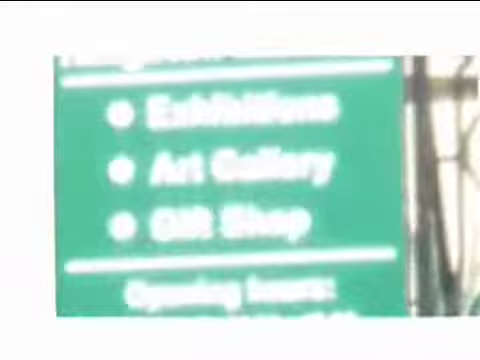 • Exhibitions
• Art Gallery
• Gift Shop
Opening hours: